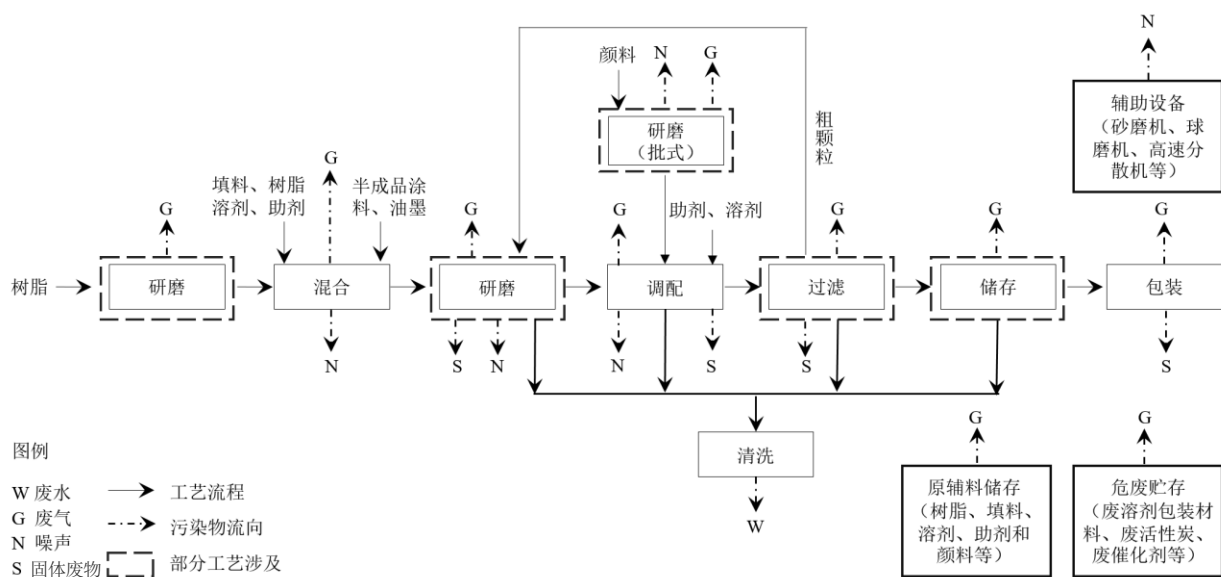 N
颜料
N
G
辅助设备
（砂磨机、球
磨机、高速分
散机等）
研磨
（批式）
粗颗粒
G
填料、树脂
溶剂、助剂
半成品涂
料、油墨
G
G
G
助剂、溶剂
G
G
G
树脂
研磨
混合
研磨
调配
过滤
储存
包装
N
S
N
N
S
S
S
清洗
W
G
原辅料储存
（树脂、填料、
溶剂、助剂和
颜料等）
G
危废贮存
（废溶剂包装材
料、废活性炭、
废催化剂等）
图例
W 废水
工艺流程
G 废气
污染物流向
N 噪声
S 固体废物
部分工艺涉及